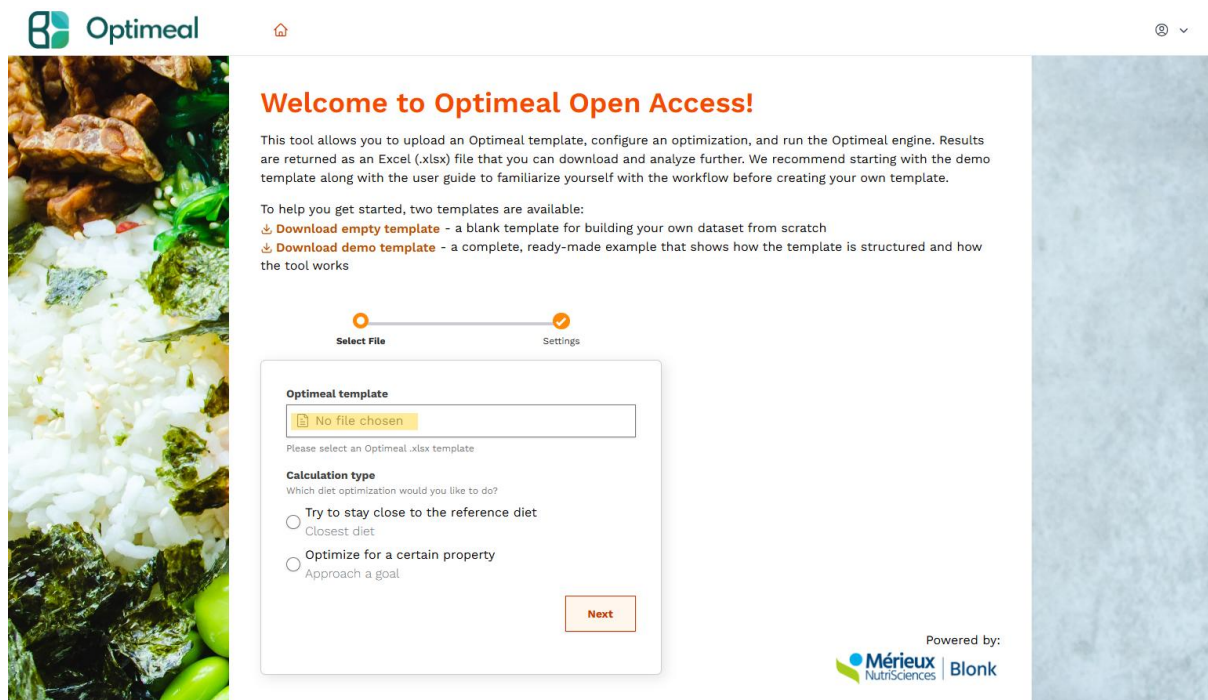 Optimeal
Welcome to Optimeal Open Access!
This tool allows you to upload an Optimeal template, configure an optimization, and run the Optimeal engine. Results
are returned as an Excel (.xlsx) file that you can download and analyze further. We recommend starting with the demo
template along with the user guide to familiarize yourself with the workflow before creating your own template.
To help you get started, two templates are available:
Download empty template - a blank template for building your own dataset from scratch
Download demo template - a complete, ready-made example that shows how the template is structured and how
the tool works
Select File
Settings
Optimeal template
No file chosen
Please select an Optimeal .xlsx template
Calculation type
Which diet optimization would you like to do?
Try to stay close to the reference diet
Closest diet
Optimize for a certain property
Approach a goal
Next
Powered by:
Mérieux
NutriSciences | Blonk